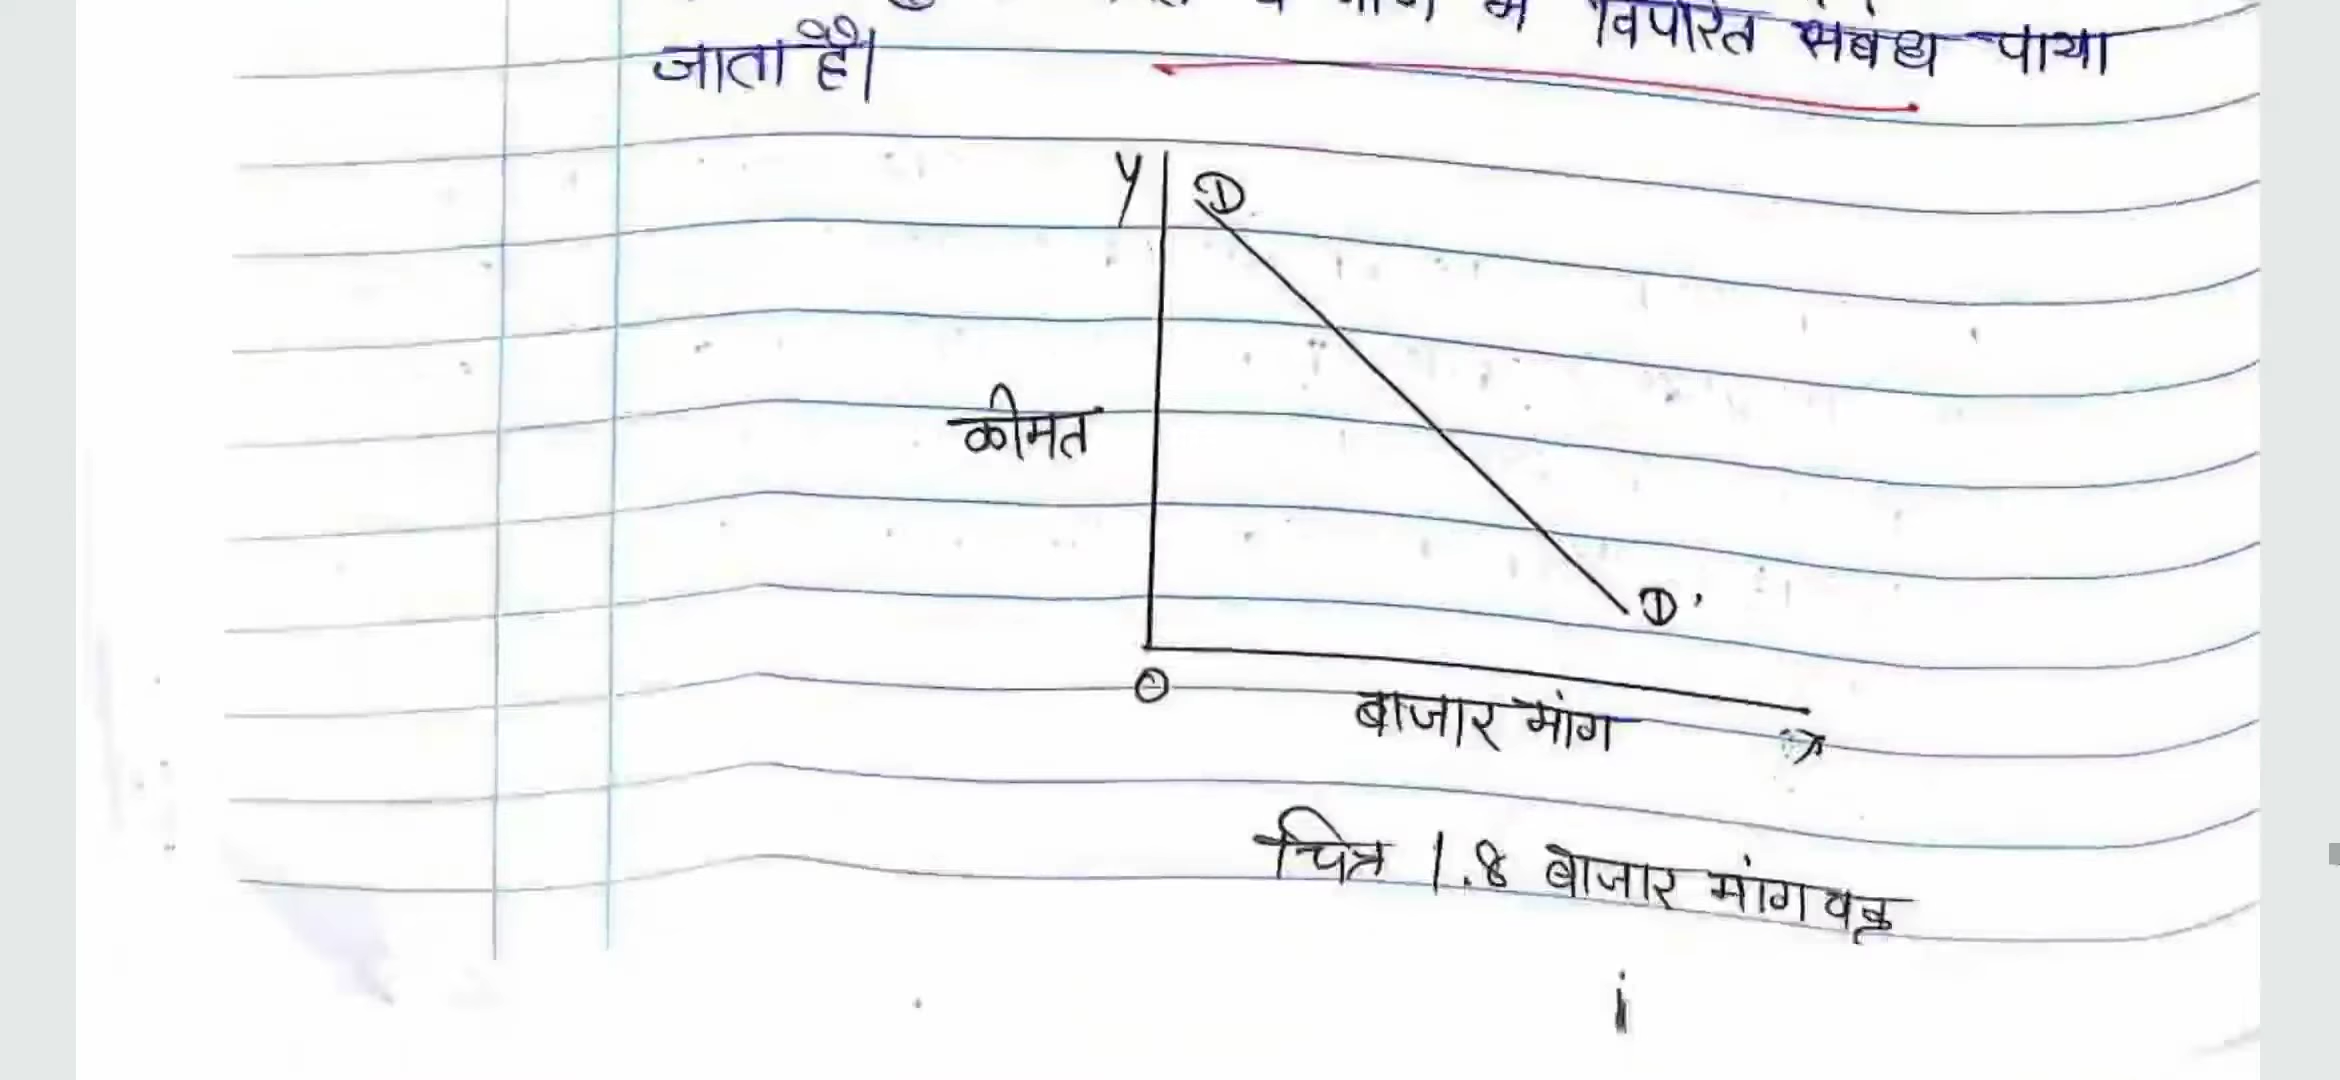 में विपरित संबंध पाया
जाता है।
y
D
कीमत
D'
O
बाजार मांग
x
चित्र 1.8 बाजार मांग वक्र